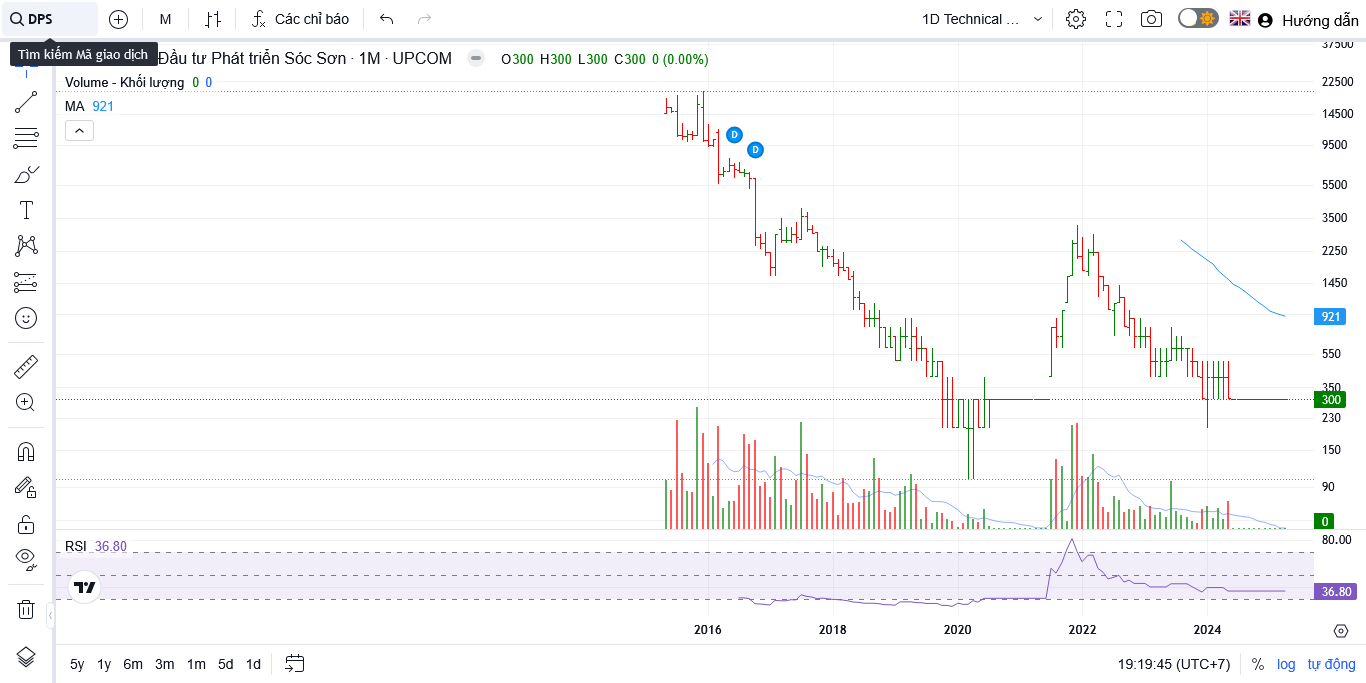 DPS
M
Các chỉ báo
1D Technical ...
Hướng dẫn
Tìm kiếm Mã giao dịch
Đầu tư Phát triển Sóc Sơn · 1M · UPCOM
O300 H300 L300 C300 0 (0.00%)
Volume - Khối lượng 0 0
MA 921
D
D
37500
22500
14500
9500
5500
3500
2250
1450
921
550
350
300
230
150
90
0
RSI 36.80
80.00
36.80
2016 2018 2020 2022 2024
5y 1y 6m 3m 1m 5d 1d
19:19:45 (UTC+7) % log tự động